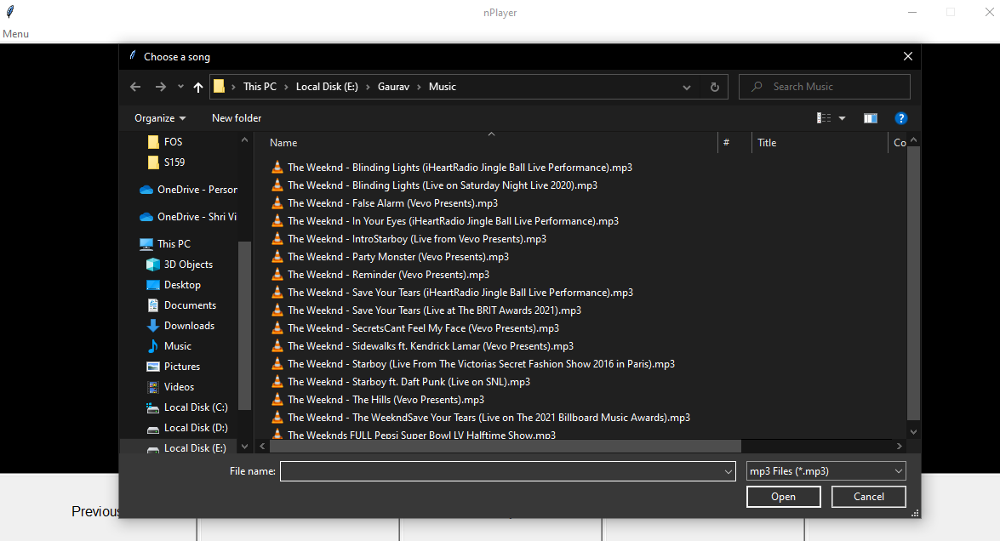 nPlayer
Menu
Choose a song
This PC > Local Disk (E:) > Gaurav > Music
Search Music
Organize
New folder
?
FOS
S159
OneDrive - Person
OneDrive - Shri Vi
This PC
3D Objects
Desktop
Documents
Downloads
Music
Pictures
Videos
Local Disk (C:)
Local Disk (D:)
Local Disk (E:)
Name # Title Co
The Weeknd - Blinding Lights (iHeartRadio Jingle Ball Live Performance).mp3
The Weeknd - Blinding Lights (Live on Saturday Night Live 2020).mp3
The Weeknd - False Alarm (Vevo Presents).mp3
The Weeknd - In Your Eyes (iHeartRadio Jingle Ball Live Performance).mp3
The Weeknd - IntroStarboy (Live from Vevo Presents).mp3
The Weeknd - Party Monster (Vevo Presents).mp3
The Weeknd - Reminder (Vevo Presents).mp3
The Weeknd - Save Your Tears (iHeartRadio Jingle Ball Live Performance).mp3
The Weeknd - Save Your Tears (Live at The BRIT Awards 2021).mp3
The Weeknd - SecretsCant Feel My Face (Vevo Presents).mp3
The Weeknd - Sidewalks ft. Kendrick Lamar (Vevo Presents).mp3
The Weeknd - Starboy (Live From The Victorias Secret Fashion Show 2016 in Paris).mp3
The Weeknd - Starboy ft. Daft Punk (Live on SNL).mp3
The Weeknd - The Hills (Vevo Presents).mp3
The Weeknd - The WeekndSave Your Tears (Live on The 2021 Billboard Music Awards).mp3
The Weeknds FULL Pepsi Super Bowl LV Halftime Show.mp3
File name:
mp3 Files (*.mp3)
Open
Cancel
Previous